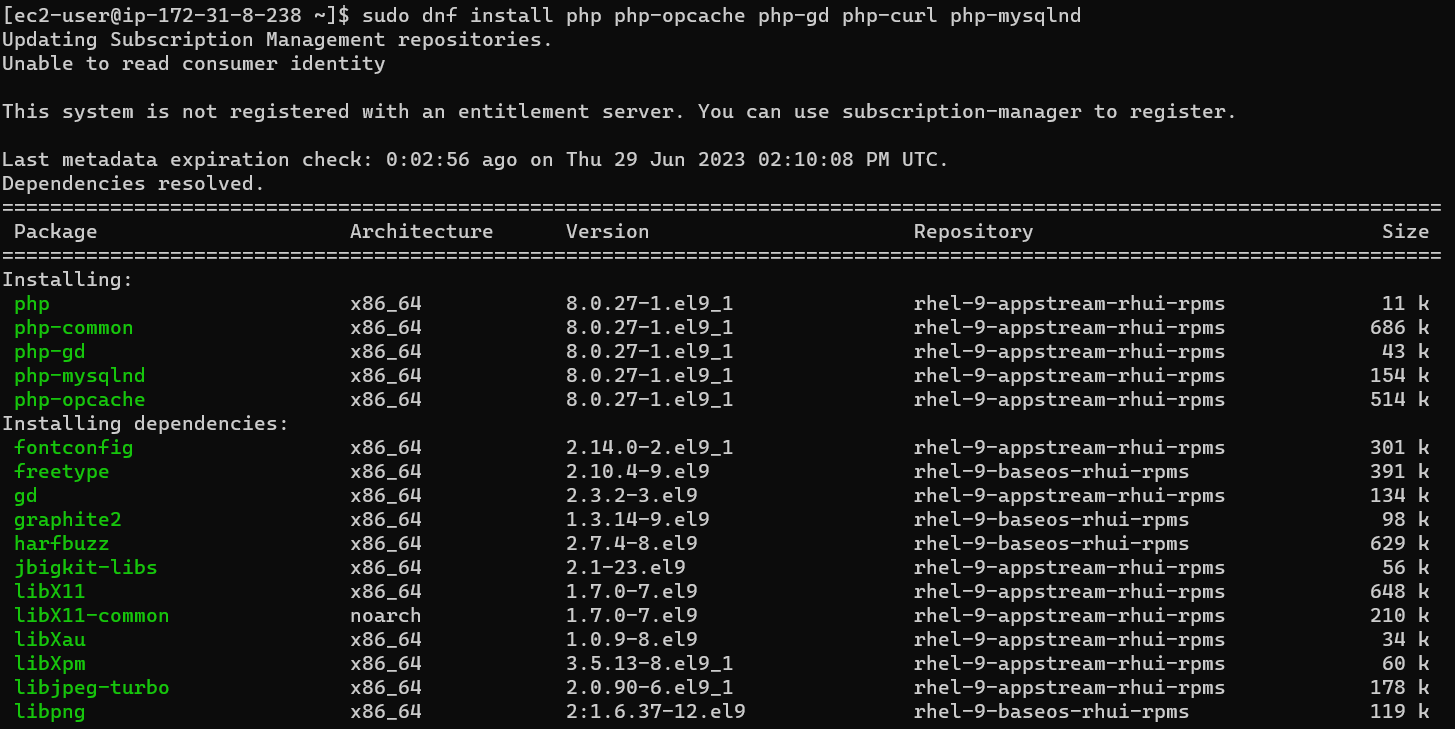 [ec2-user@ip-172-31-8-238 ~]$ sudo dnf install php php-opcache php-gd php-curl php-mysqlnd
Updating Subscription Management repositories.
Unable to read consumer identity
This system is not registered with an entitlement server. You can use subscription-manager to register.
Last metadata expiration check: 0:02:56 ago on Thu 29 Jun 2023 02:10:08 PM UTC.
Dependencies resolved.
========================================================================================================================
Package Architecture Version Repository Size
========================================================================================================================
Installing:
php x86_64 8.0.27-1.el9_1 rhel-9-appstream-rhui-rpms 11 k
php-common x86_64 8.0.27-1.el9_1 rhel-9-appstream-rhui-rpms 686 k
php-gd x86_64 8.0.27-1.el9_1 rhel-9-appstream-rhui-rpms 43 k
php-mysqlnd x86_64 8.0.27-1.el9_1 rhel-9-appstream-rhui-rpms 154 k
php-opcache x86_64 8.0.27-1.el9_1 rhel-9-appstream-rhui-rpms 514 k
Installing dependencies:
fontconfig x86_64 2.14.0-2.el9_1 rhel-9-appstream-rhui-rpms 301 k
freetype x86_64 2.10.4-9.el9 rhel-9-baseos-rhui-rpms 391 k
gd x86_64 2.3.2-3.el9 rhel-9-appstream-rhui-rpms 134 k
graphite2 x86_64 1.3.14-9.el9 rhel-9-baseos-rhui-rpms 98 k
harfbuzz x86_64 2.7.4-8.el9 rhel-9-baseos-rhui-rpms 629 k
jbigkit-libs x86_64 2.1-23.el9 rhel-9-appstream-rhui-rpms 56 k
libX11 x86_64 1.7.0-7.el9 rhel-9-appstream-rhui-rpms 648 k
libX11-common noarch 1.7.0-7.el9 rhel-9-appstream-rhui-rpms 210 k
libXau x86_64 1.0.9-8.el9 rhel-9-appstream-rhui-rpms 34 k
libXpm x86_64 3.5.13-8.el9_1 rhel-9-appstream-rhui-rpms 60 k
libjpeg-turbo x86_64 2.0.90-6.el9_1 rhel-9-appstream-rhui-rpms 178 k
libpng x86_64 2:1.6.37-12.el9 rhel-9-baseos-rhui-rpms 119 k